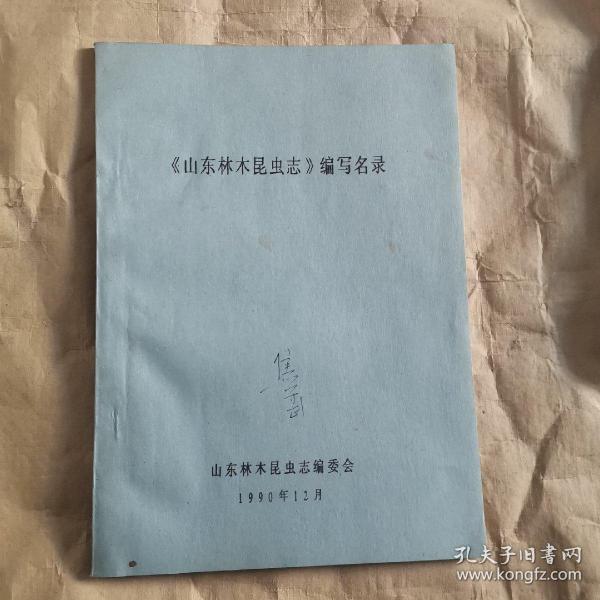 《山东林木昆虫志》编写名录
山东林木昆虫志编委会
1990年12月
孔夫子旧书网
www.kongfz.com